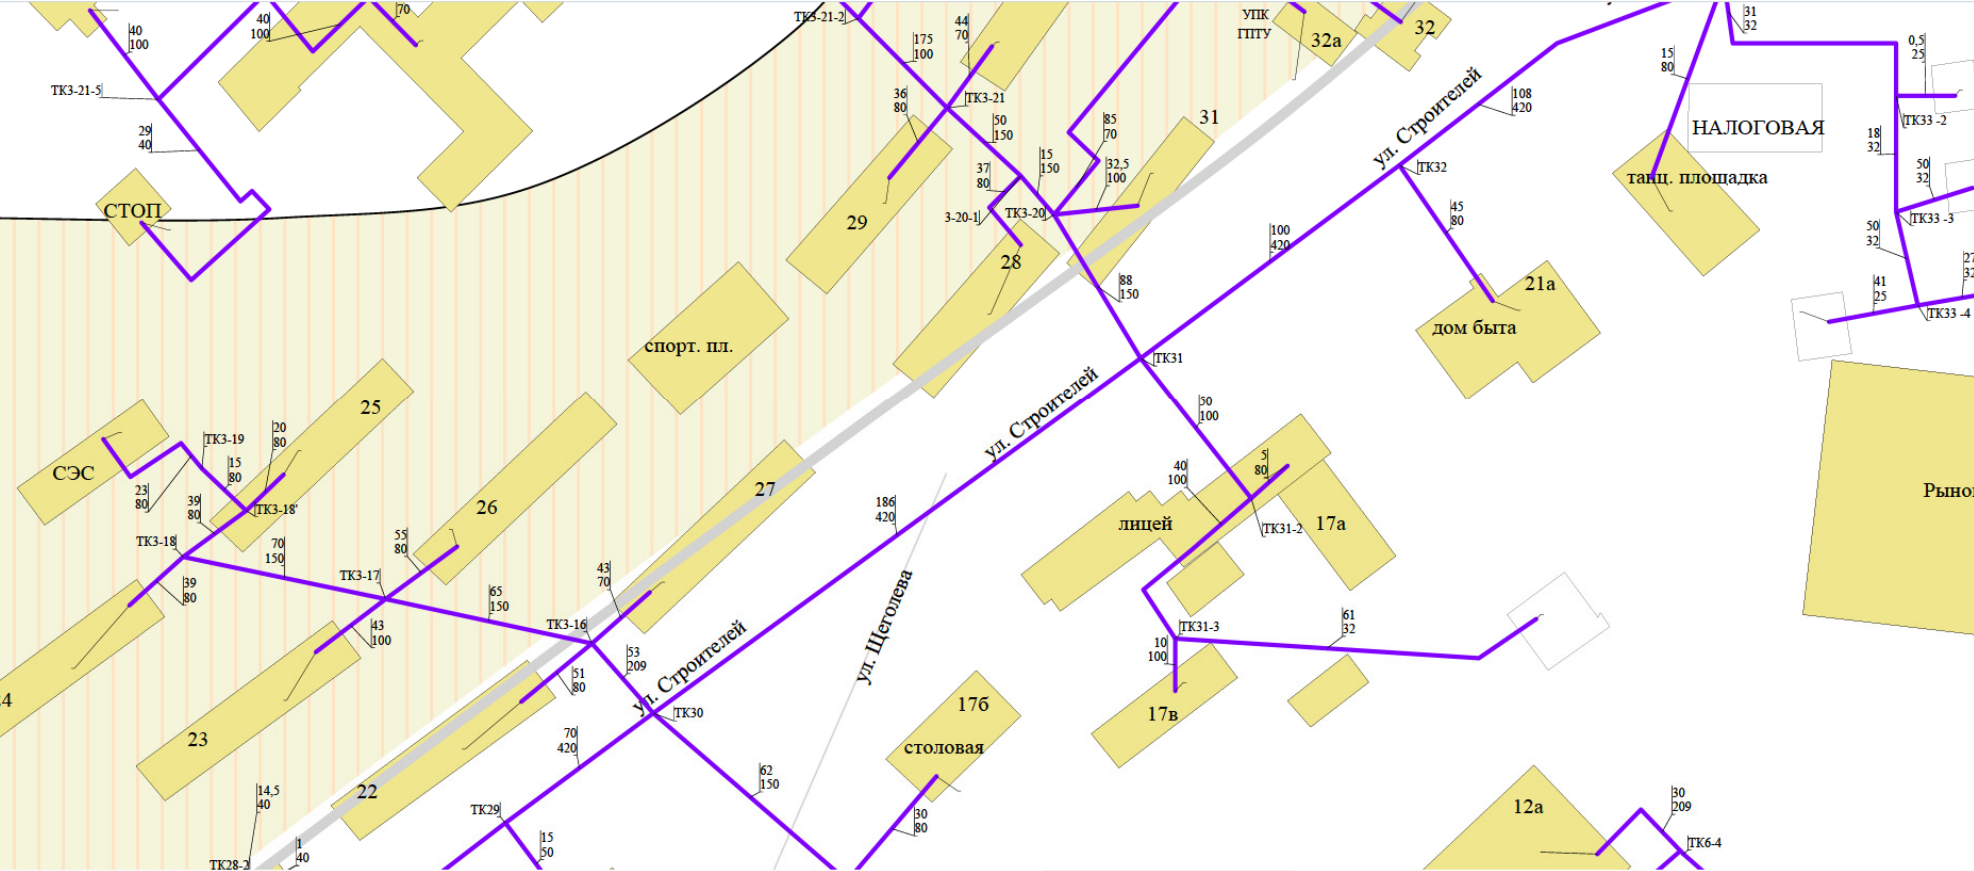 40
100
40
100
70
ТК3-21-2
175
100
44
70
УПК
ГПТУ
32а
32
31
32
0,5
25
15
80
ТК3-21-5
29
40
36
80
ТК3-21
50
150
85
70
31
ул. Строителей
108
420
НАЛОГОВАЯ
18
32
ТК33 -2
50
32
37
80
15
150
32,5
100
ТК32
танц. площадка
СТОП
29
3-20-1
ТК3-20
28
45
80
ТК33 -3
50
32
100
420
27
32
88
150
21а
41
25
дом быта
ТК33 -4
спорт. пл.
ТК31
ул. Строителей
25
50
100
20
80
ТК3-19
15
80
СЭС
23
80
39
80
ТК3-18'
26
27
40
100
5
80
Рыно
186
420
лицей
ТК31-2
17а
ТК3-18
70
150
55
80
ТК3-17
43
70
39
80
65
150
ул. Щеголева
ТК3-16
43
100
61
32
ТК31-3
10
100
53
209
ул. Строителей
51
80
23
ТК30
17б
17в
столовая
70
420
62
150
22
14,5
40
ТК29
30
80
12а
30
209
15
50
1
40
ТК28-2
ТК6-4